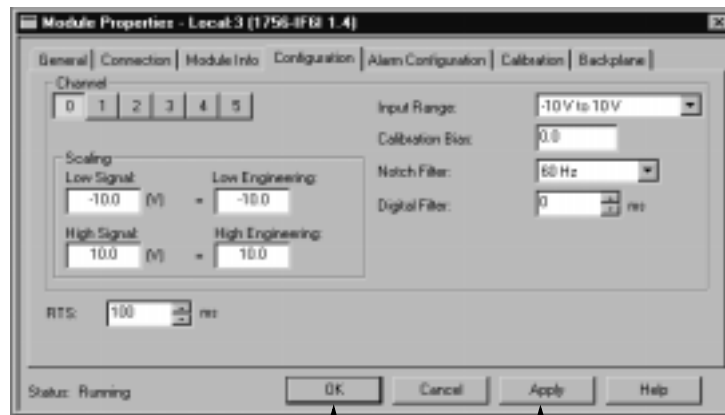 Module Properties - Local:3 (1756-IF6I 1.4)
General Connection Module Info Configuration Alarm Configuration Calibration Backplane
Channel
0 1 2 3 4 5
Input Range: -10 V to 10 V
Calibration Bias: 0.0
Notch Filter: 60 Hz
Digital Filter: 0 ms
Scaling
Low Signal: Low Engineering:
-10.0 (V) = -10.0
High Signal: High Engineering:
10.0 (V) = 10.0
RTS: 100 ms
Status: Running OK Cancel Apply Help